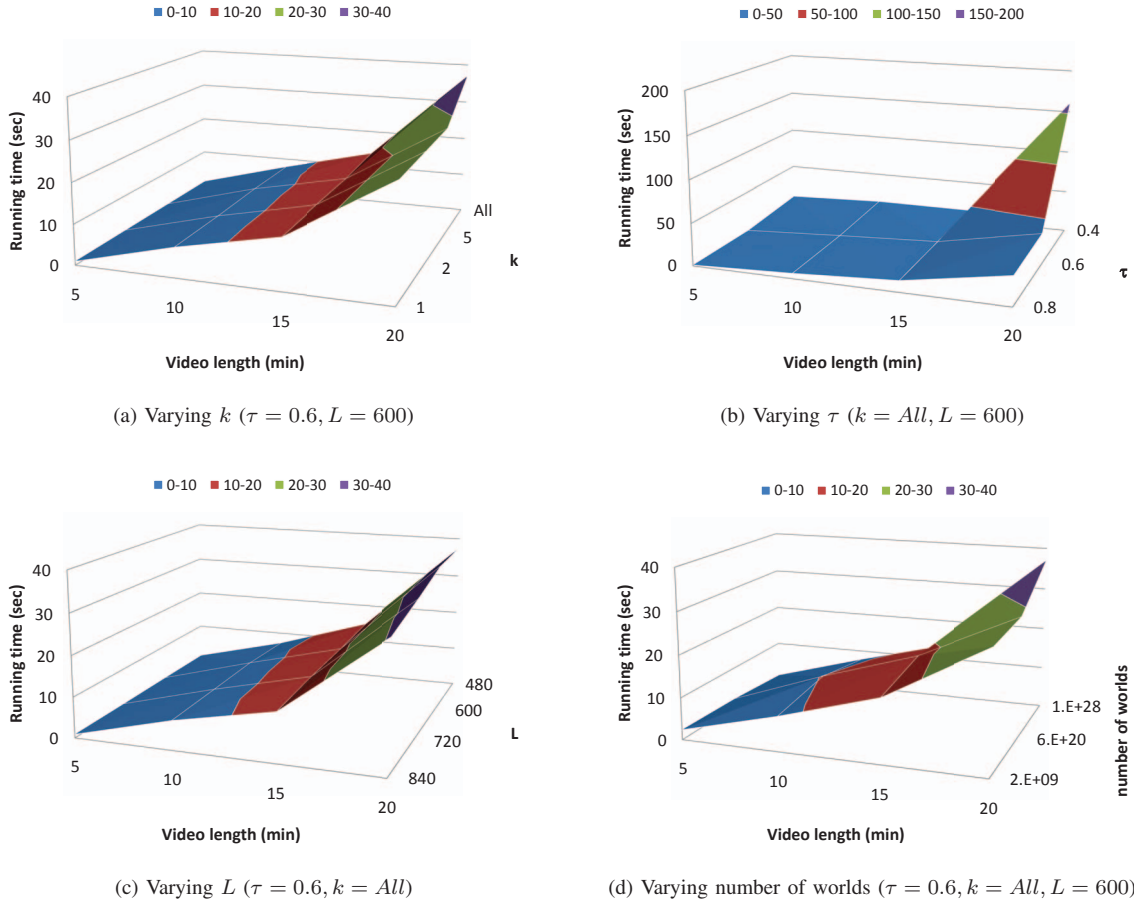 0-10 10-20 20-30 30-40
Running time (sec)
40
30
20
10
0
5
10
15
20
All
5
2
1
k
Video length (min)
(a) Varying k (τ = 0.6, L = 600)
0-50 50-100 100-150 150-200
Running time (sec)
200
150
100
50
0
5
10
15
20
0.4
0.6
0.8
τ
Video length (min)
(b) Varying τ (k = All, L = 600)
0-10 10-20 20-30 30-40
Running time (sec)
40
30
20
10
0
5
10
15
20
480
600
720
840
L
Video length (min)
(c) Varying L (τ = 0.6, k = All)
0-10 10-20 20-30 30-40
Running time (sec)
40
30
20
10
0
5
10
15
20
1.E+28
6.E+20
2.E+09
number of worlds
Video length (min)
(d) Varying number of worlds (τ = 0.6, k = All, L = 600)